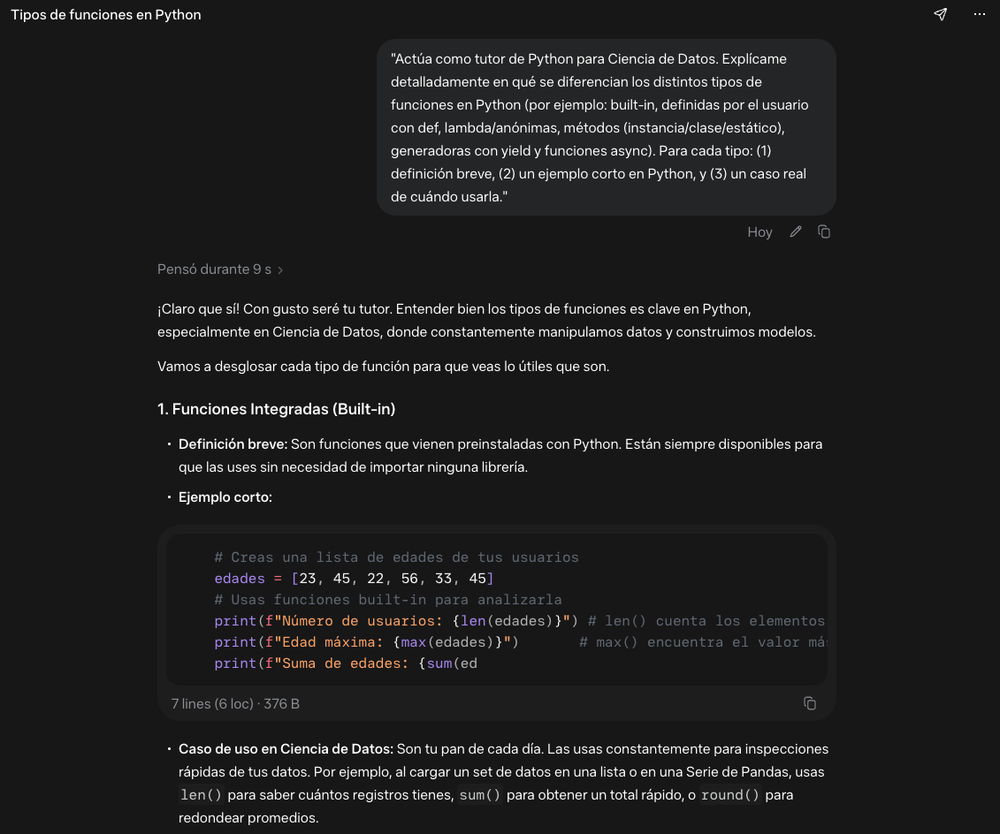 Tipos de funciones en Python
"Actúa como tutor de Python para Ciencia de Datos. Explícame
detalladamente en qué se diferencian los distintos tipos de
funciones en Python (por ejemplo: built-in, definidas por el usuario
con def, lambda/anónimas, métodos (instancia/clase/estático),
generadoras con yield y funciones async). Para cada tipo: (1)
definición breve, (2) un ejemplo corto en Python, y (3) un caso real
de cuándo usarla."
Hoy
Pensó durante 9 s
¡Claro que sí! Con gusto seré tu tutor. Entender bien los tipos de funciones es clave en Python,
especialmente en Ciencia de Datos, donde constantemente manipulamos datos y construimos modelos.
Vamos a desglosar cada tipo de función para que veas lo útiles que son.
1. Funciones Integradas (Built-in)
• Definición breve: Son funciones que vienen preinstaladas con Python. Están siempre disponibles para
que las uses sin necesidad de importar ninguna librería.
• Ejemplo corto:
# Creas una lista de edades de tus usuarios
edades = [23, 45, 22, 56, 33, 45]
# Usas funciones built-in para analizarla
print(f"Número de usuarios: {len(edades)}") # len() cuenta los elementos
print(f"Edad máxima: {max(edades)}") # max() encuentra el valor má
print(f"Suma de edades: {sum(ed
7 lines (6 loc) · 376 B
• Caso de uso en Ciencia de Datos: Son tu pan de cada día. Las usas constantemente para inspecciones
rápidas de tus datos. Por ejemplo, al cargar un set de datos en una lista o en una Serie de Pandas, usas
len() para saber cuántos registros tienes, sum() para obtener un total rápido, o round() para
redondear promedios.